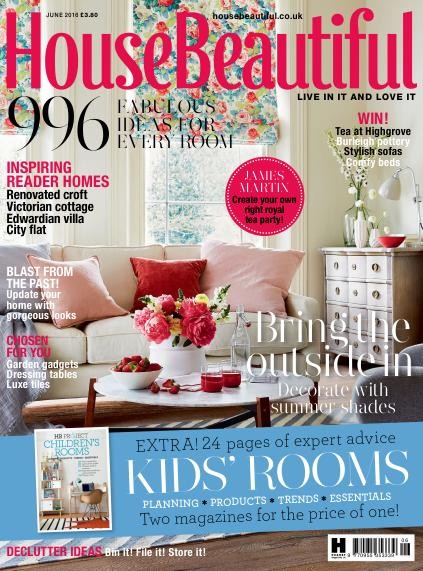 JUNE 2016 £3.80
housebeautiful.co.uk
HouseBeautiful
LIVE IN IT AND LOVE IT
996 FABULOUS
IDEAS FOR
EVERY ROOM
WIN!
Tea at Highgrove
Burleigh pottery
Stylish sofas
Comfy beds
INSPIRING
READER HOMES
Renovated croft
Victorian cottage
Edwardian villa
City flat
JAMES
MARTIN
Create your own
right royal
tea party!
BLAST FROM
THE PAST!
Update your
home with
gorgeous looks
CHOSEN
FOR YOU
Garden gadgets
Dressing tables
Luxe tiles
Bring the
outside in
Decorate with
summer shades
HB PROJECT
CHILDREN'S
ROOMS
EXTRA! 24 pages of expert advice
KIDS' ROOMS
PLANNING * PRODUCTS * TRENDS * ESSENTIALS
Two magazines for the price of one!
DECLUTTER IDEAS Bin it! File it! Store it!
H
06